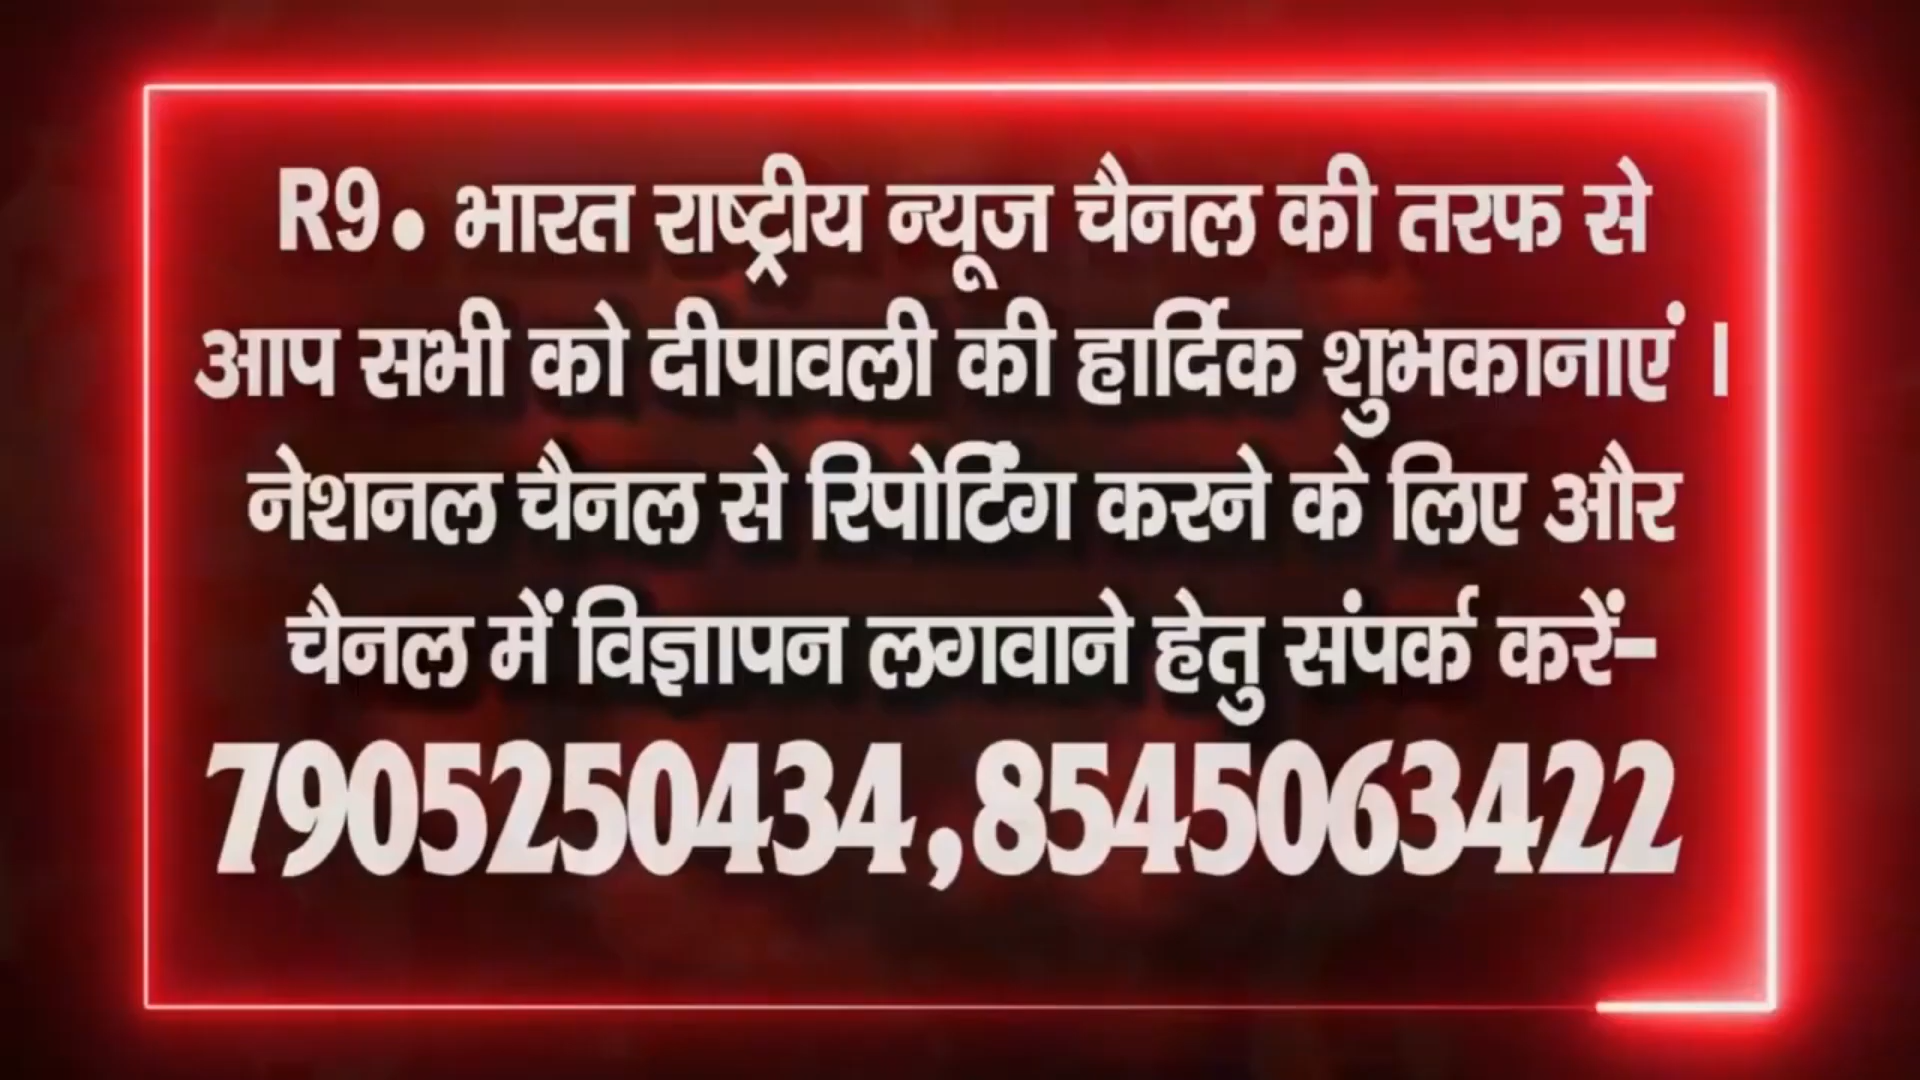 R9. भारत राष्ट्रीय न्यूज चैनल की तरफ से
आप सभी को दीपावली की हार्दिक शुभकानाएं ।
नेशनल चैनल से रिपोर्टिंग करने के लिए और
चैनल में विज्ञापन लगवाने हेतु संपर्क करें-
7905250434,8545063422